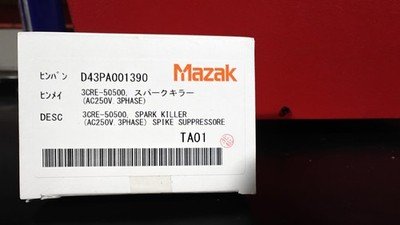 ﾋﾝﾊﾞﾝ D43PA001390 Mazak
ﾋﾝﾒｲ 3CRE-50500, スパークキラー
(AC250V 3PHASE)
DESC 3CRE-50500, SPARK KILLER
(AC250V 3PHASE) SPIKE SUPPRESSORE
TA01